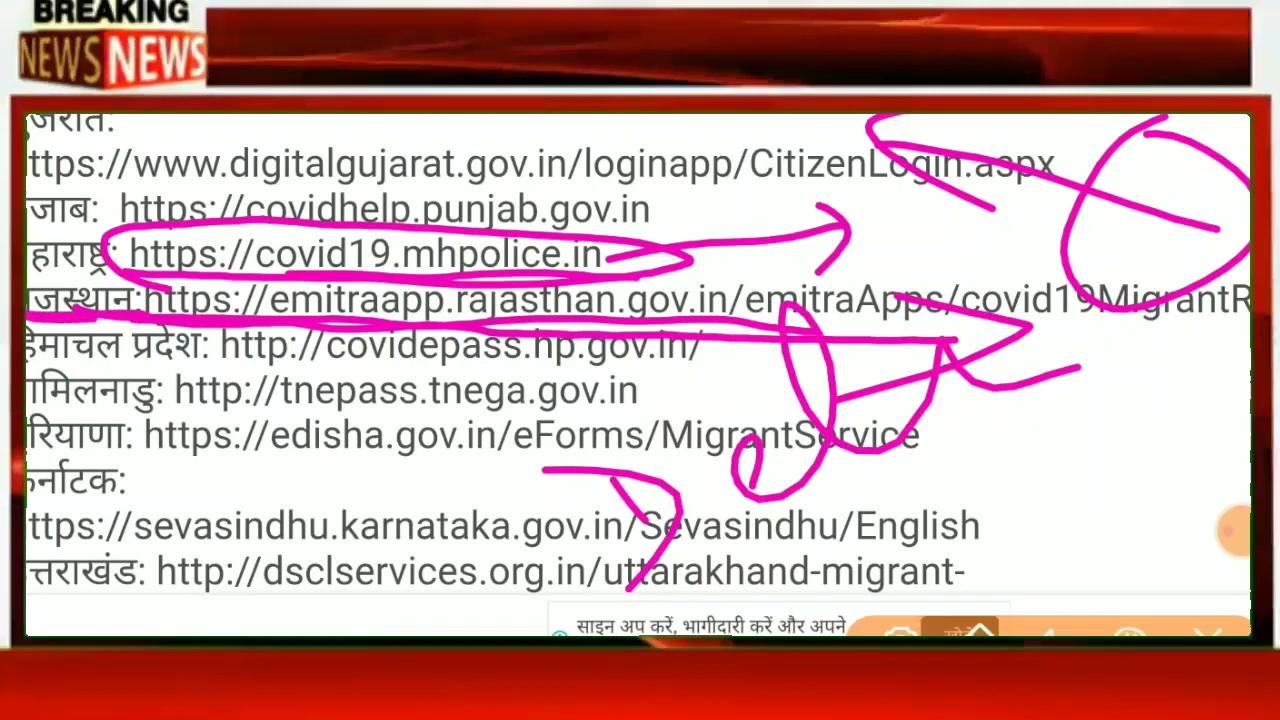 BREAKING
NEWS NEWS
जरात:
ttps://www.digitalgujarat.gov.in/loginapp/CitizenLogin.aspx
जाब: https://covidhelp.punjab.gov.in
हाराष्ट्र: https://covid19.mhpolice.in
जस्थान:https://emitraapp.rajasthan.gov.in/emitraApps/covid19MigrantR
हिमाचल प्रदेश: http://covidepass.hp.gov.in/
ामिलनाडु: http://tnepass.tnega.gov.in
रियाणा: https://edisha.gov.in/eForms/MigrantService
र्नाटक:
ttps://sevasindhu.karnataka.gov.in/Sevasindhu/English
त्तराखंड: http://dsclservices.org.in/uttarakhand-migrant-
साइन अप करें, भागीदारी करें और अपने